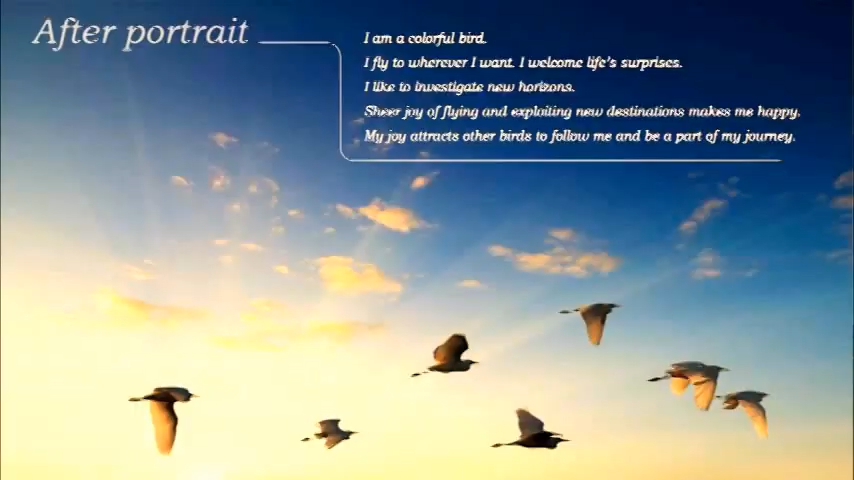 After portrait
I am a colorful bird.
I fly to wherever I want. I welcome life's surprises.
I like to investigate new horizons.
Sheer joy of flying and exploiting new destinations makes me happy.
My joy attracts other birds to follow me and be a part of my journey.